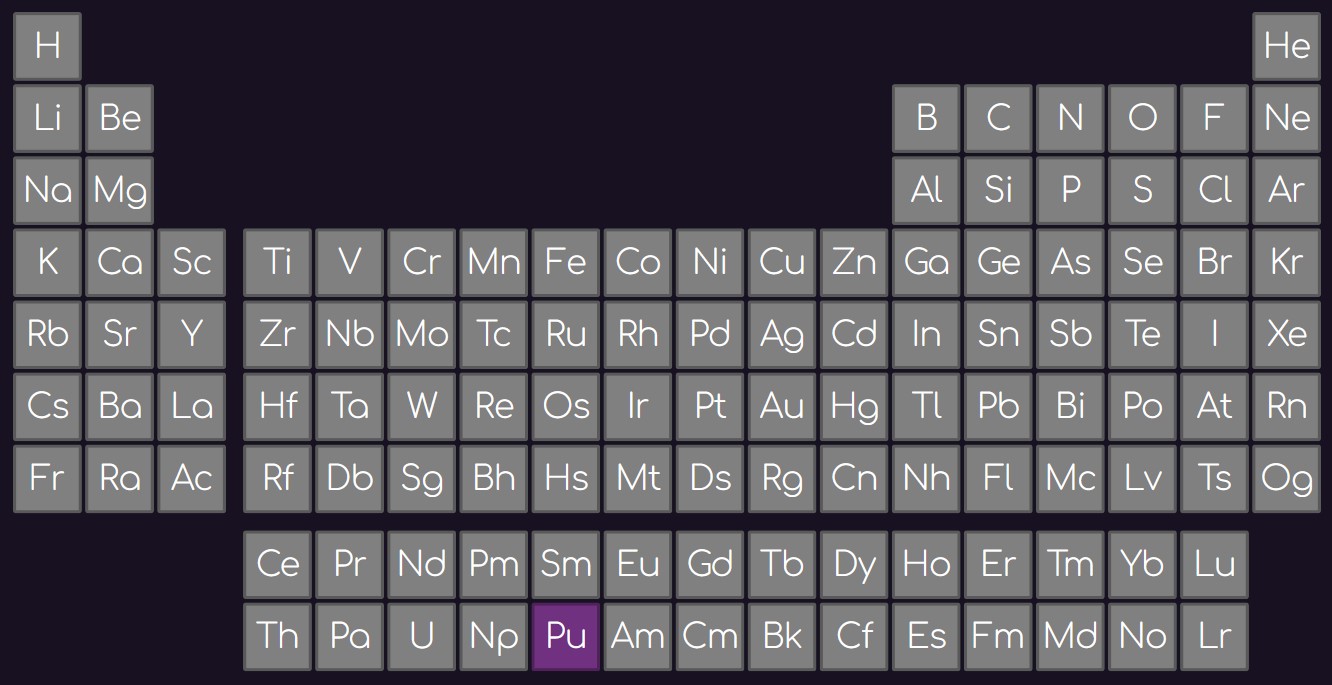 H He
Li Be B C N O F Ne
Na Mg Al Si P S Cl Ar
K Ca Sc Ti V Cr Mn Fe Co Ni Cu Zn Ga Ge As Se Br Kr
Rb Sr Y Zr Nb Mo Tc Ru Rh Pd Ag Cd In Sn Sb Te I Xe
Cs Ba La Hf Ta W Re Os Ir Pt Au Hg Tl Pb Bi Po At Rn
Fr Ra Ac Rf Db Sg Bh Hs Mt Ds Rg Cn Nh Fl Mc Lv Ts Og
Ce Pr Nd Pm Sm Eu Gd Tb Dy Ho Er Tm Yb Lu
Th Pa U Np Pu Am Cm Bk Cf Es Fm Md No Lr